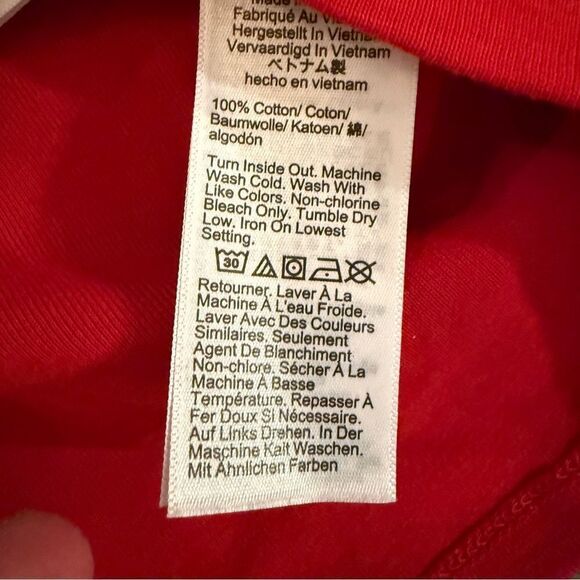 Made in
Fabriqué Au Vietnam
Hergestellt In Vietnam
Vervaardigd In Vietnam
ベトナム製
hecho en vietnam
100% Cotton/ Coton/
Baumwolle/ Katoen/ 綿/
algodón
Turn Inside Out. Machine
Wash Cold. Wash With
Like Colors. Non-chlorine
Bleach Only. Tumble Dry
Low. Iron On Lowest
Setting.
30
Retourner. Laver À La
Machine À L'eau Froide.
Laver Avec Des Couleurs
Similaires. Seulement
Agent De Blanchiment
Non-chlore. Sécher À La
Machine À Basse
Température. Repasser À
Fer Doux Si Nécessaire.
Auf Links Drehen. In Der
Maschine Kalt Waschen.
Mit Ähnlichen Farben